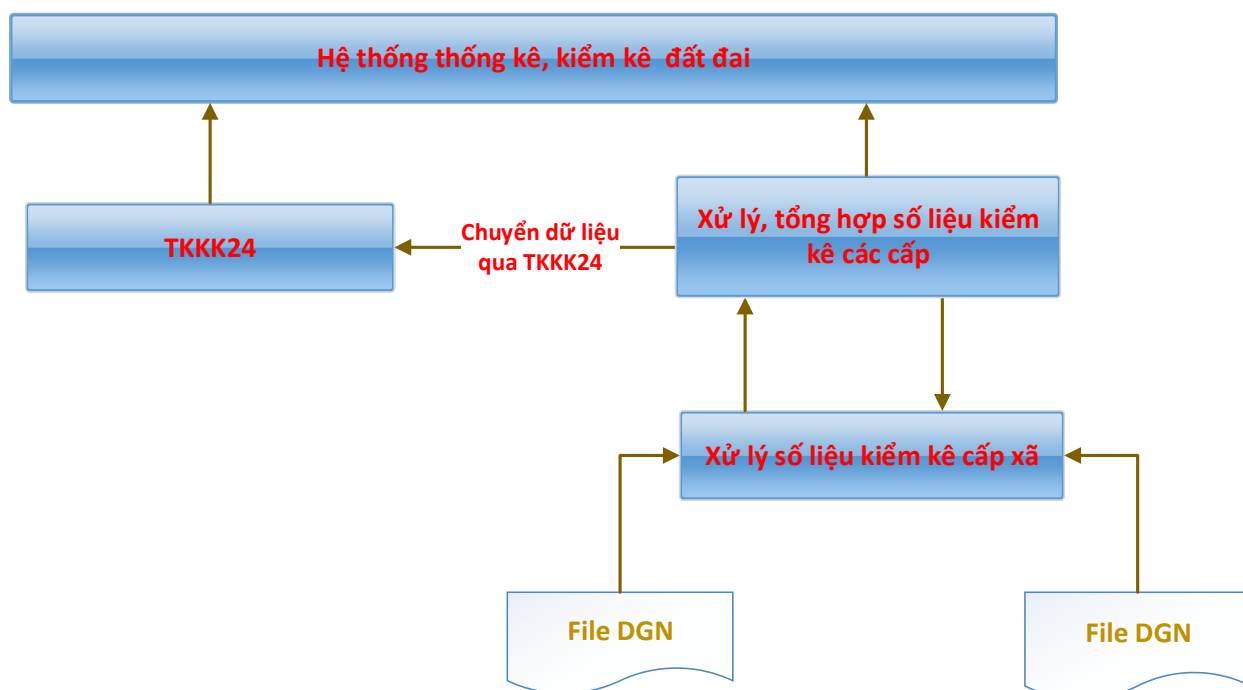 Hệ thống thống kê, kiểm kê đất đai
TKKK24
Chuyển dữ liệu
qua TKKK24
Xử lý, tổng hợp số liệu kiểm
kê các cấp
Xử lý số liệu kiểm kê cấp xã
File DGN
File DGN